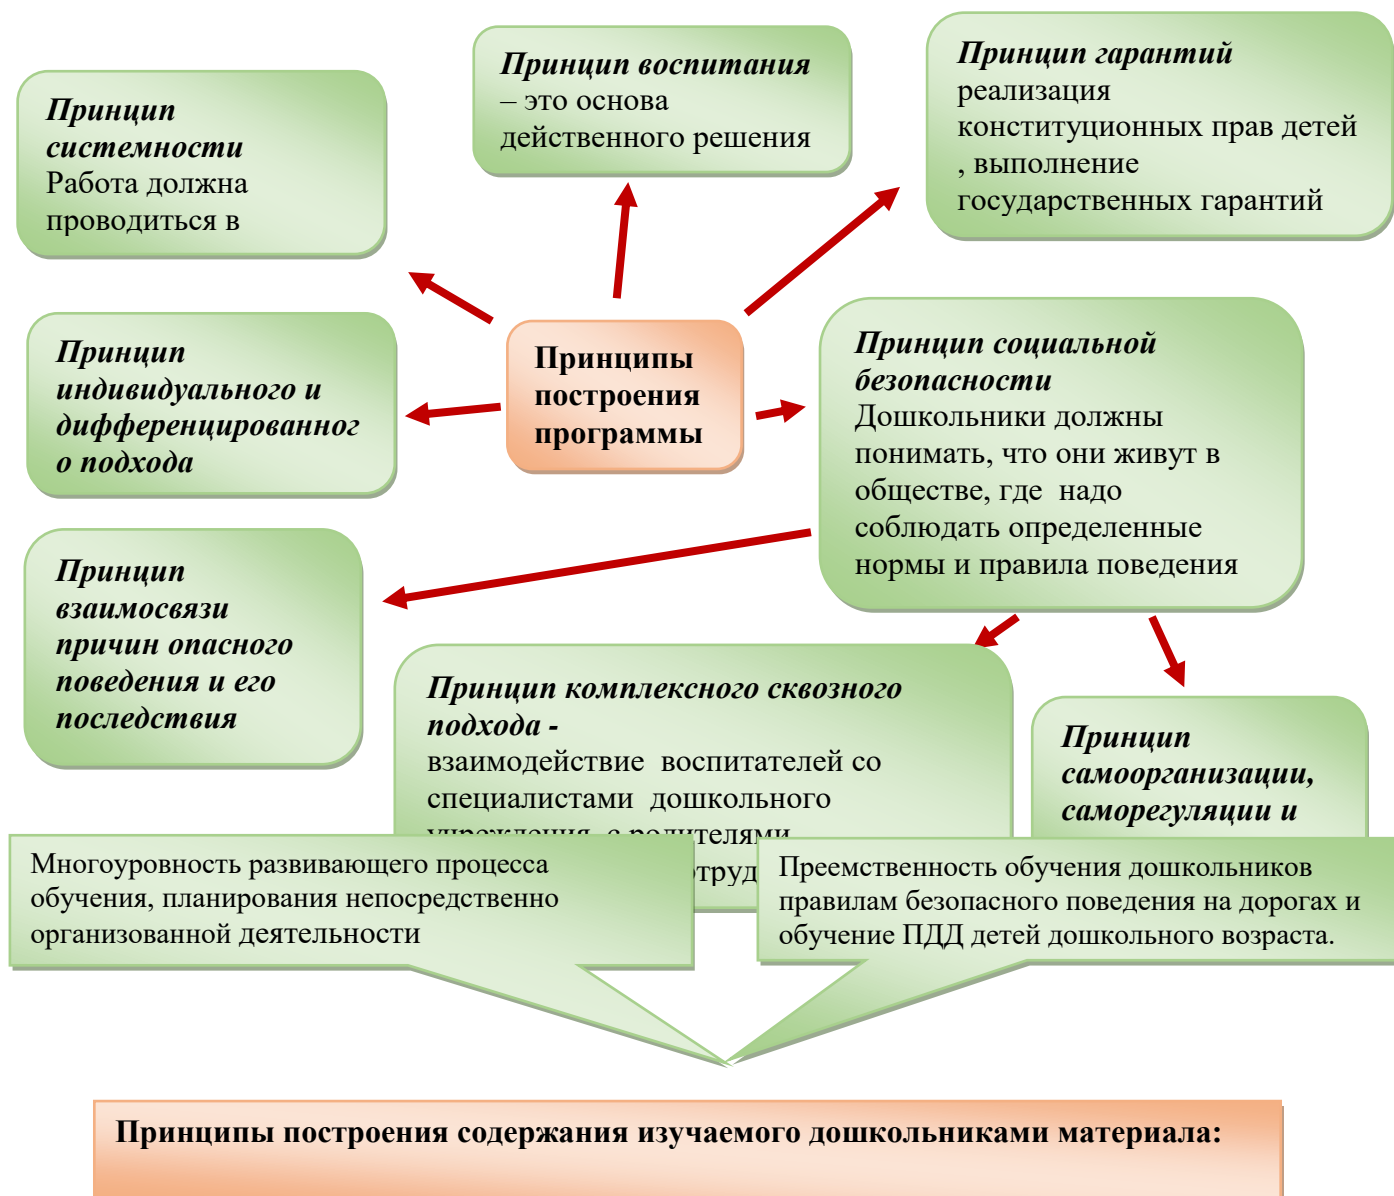 Принцип воспитания
– это основа
действенного решения
Принцип гарантий
реализация
конституционных прав детей
, выполнение
государственных гарантий
Принцип
системности
Работа должна
проводиться в
Принцип
индивидуального и
дифференцированног
о подхода
Принципы
построения
программы
Принцип социальной
безопасности
Дошкольники должны
понимать, что они живут в
обществе, где надо
соблюдать определенные
нормы и правила поведения
Принцип
взаимосвязи
причин опасного
поведения и его
последствия
Принцип комплексного сквозного
подхода -
взаимодействие воспитателей со
специалистами дошкольного
учреждения, с родителями
Принцип
самоорганизации,
саморегуляции и
Многоуровность развивающего процесса
обучения, планирования непосредственно
организованной деятельности
Преемственность обучения дошкольников
правилам безопасного поведения на дорогах и
обучение ПДД детей дошкольного возраста.
Принципы построения содержания изучаемого дошкольниками материала: